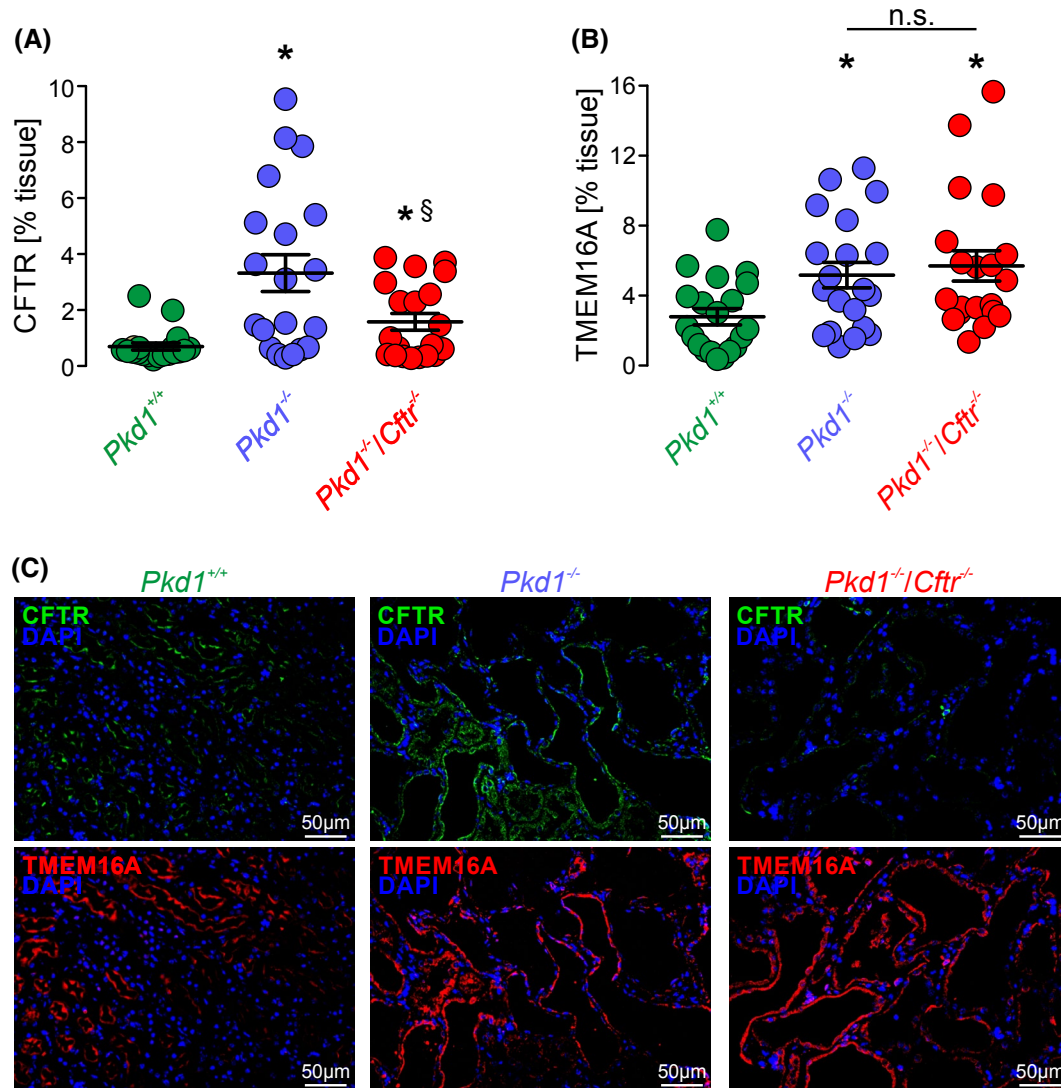 (A)
*
* §
CFTR [% tissue]
10
8
6
4
2
0
Pkd1+/+
Pkd1-/-
Pkd1-/-/Cftr-/-
(B)
n.s.
*
*
TMEM16A [% tissue]
16
12
8
4
0
Pkd1+/+
Pkd1-/-
Pkd1-/-/Cftr-/-
(C)
Pkd1+/+
Pkd1-/-
Pkd1-/-/Cftr-/-
CFTR
DAPI
50µm
CFTR
DAPI
50µm
CFTR
DAPI
50µm
TMEM16A
DAPI
50µm
TMEM16A
DAPI
50µm
TMEM16A
DAPI
50µm